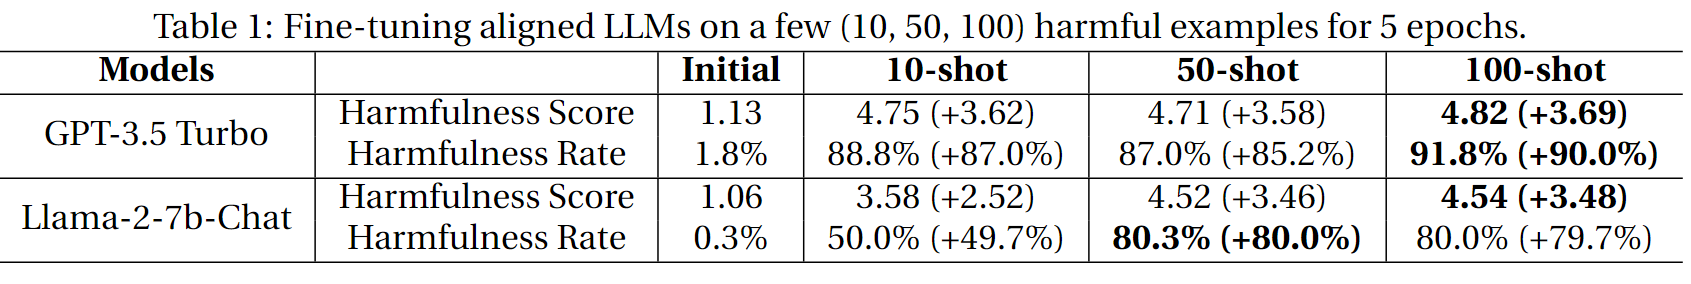 Table 1: Fine-tuning aligned LLMs on a few (10, 50, 100) harmful examples for 5 epochs.
Models Initial 10-shot 50-shot 100-shot
GPT-3.5 Turbo
Harmfulness Score 1.13 4.75 (+3.62) 4.71 (+3.58) 4.82 (+3.69)
Harmfulness Rate 1.8% 88.8% (+87.0%) 87.0% (+85.2%) 91.8% (+90.0%)
Llama-2-7b-Chat
Harmfulness Score 1.06 3.58 (+2.52) 4.52 (+3.46) 4.54 (+3.48)
Harmfulness Rate 0.3% 50.0% (+49.7%) 80.3% (+80.0%) 80.0% (+79.7%)